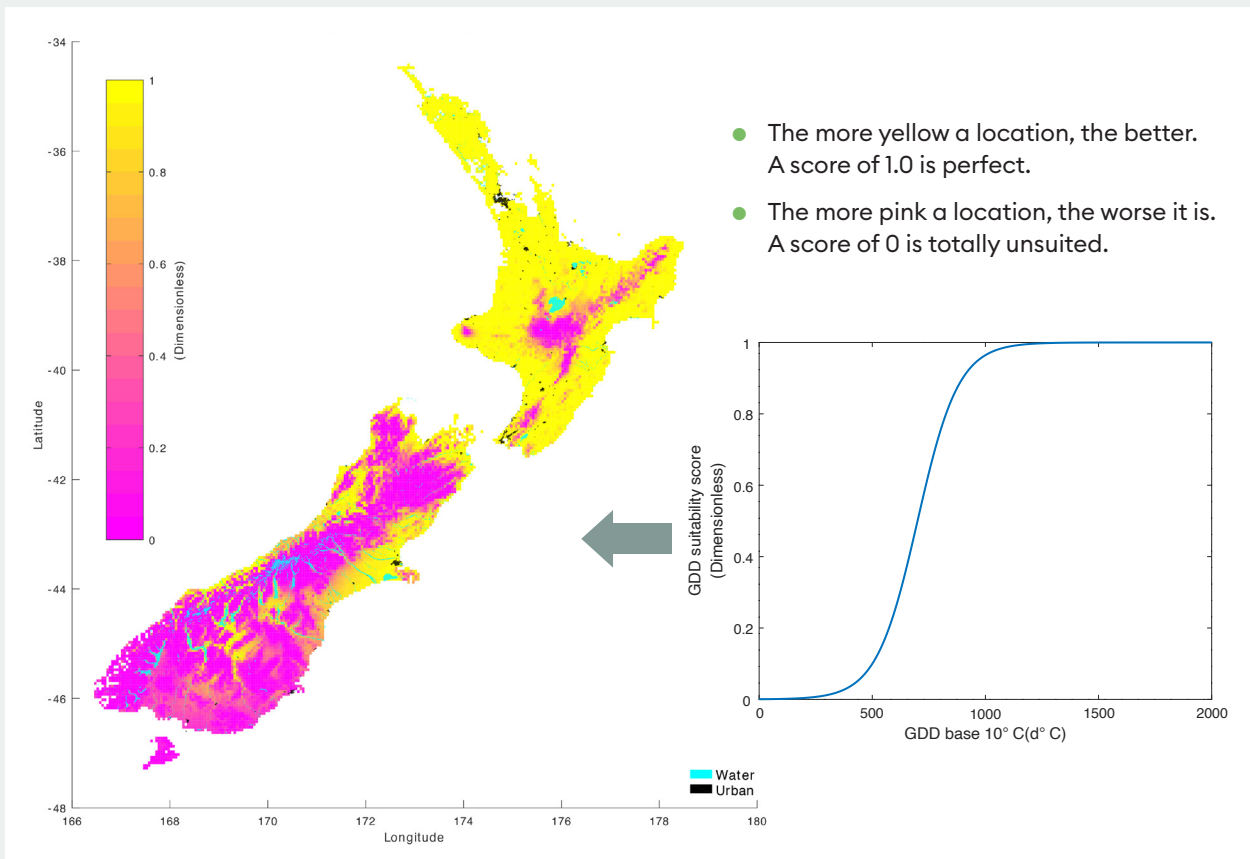 -34
-36
-38
-40
-42
-44
-46
-48
Latitude
166
168
170
172
174
176
178
180
Longitude
1
0.8
0.6
0.4
0.2
0
(Dimensionless)
Water
Urban
The more yellow a location, the better.
A score of 1.0 is perfect.
The more pink a location, the worse it is.
A score of 0 is totally unsuited.
GDD suitability score
(Dimensionless)
1
0.8
0.6
0.4
0.2
0
0
500
1000
1500
2000
GDD base 10° C(d° C)